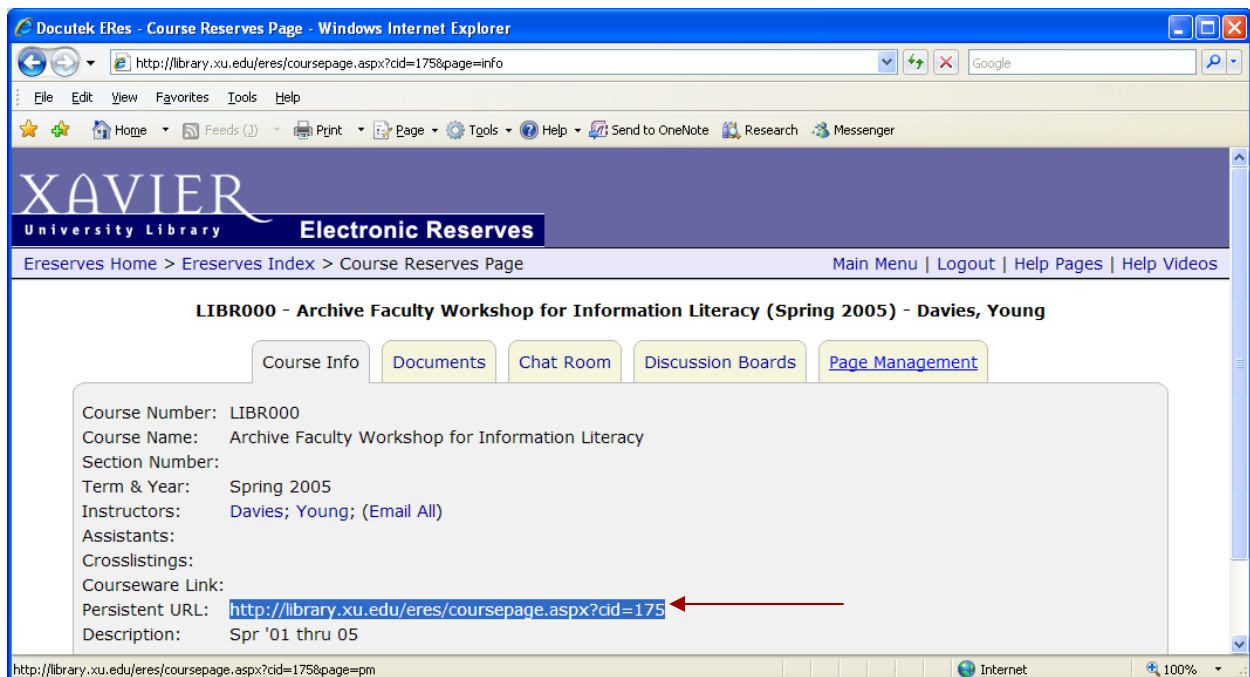 Docutek ERes - Course Reserves Page - Windows Internet Explorer
http://library.xu.edu/eres/coursepage.aspx?cid=175&page=info
Google
File Edit View Favorites Tools Help
Home Feeds (J) Print Page Tools Help Send to OneNote Research Messenger
XAVIER
University Library Electronic Reserves
Ereserves Home > Ereserves Index > Course Reserves Page Main Menu | Logout | Help Pages | Help Videos
LIBR000 - Archive Faculty Workshop for Information Literacy (Spring 2005) - Davies, Young
Course Info Documents Chat Room Discussion Boards Page Management
Course Number: LIBR000
Course Name: Archive Faculty Workshop for Information Literacy
Section Number:
Term & Year: Spring 2005
Instructors: Davies; Young; (Email All)
Assistants:
Crosslistings:
Courseware Link:
Persistent URL: http://library.xu.edu/eres/coursepage.aspx?cid=175
Description: Spr '01 thru 05
http://library.xu.edu/eres/coursepage.aspx?cid=175&page=pm Internet 100%